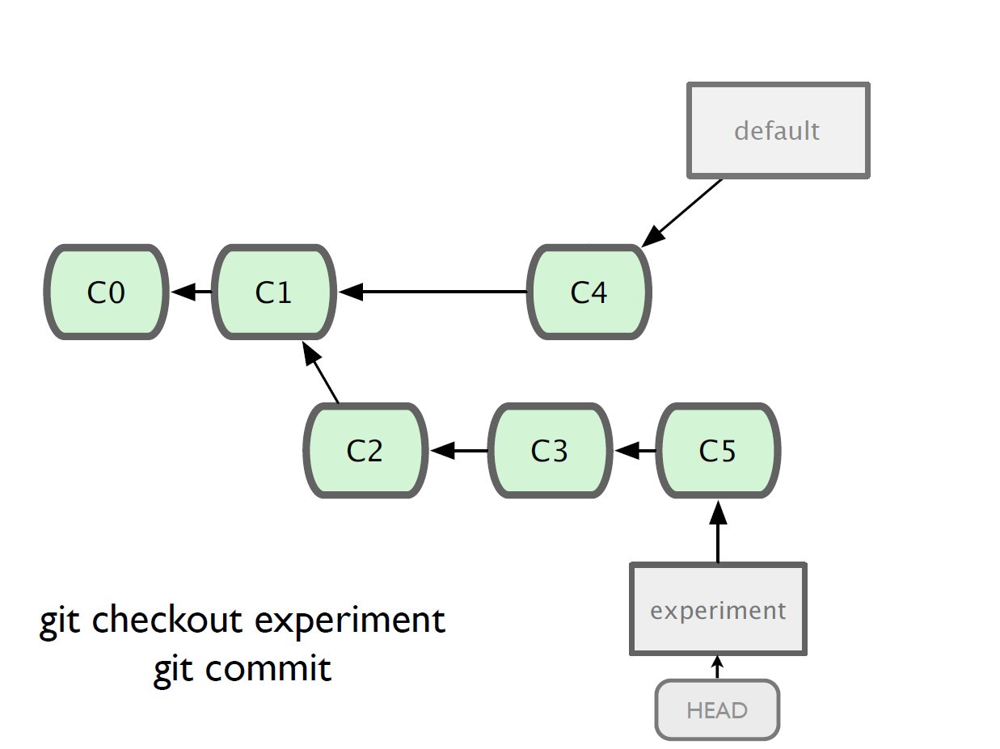 default
C0
C1
C4
C2
C3
C5
experiment
git checkout experiment
git commit
HEAD